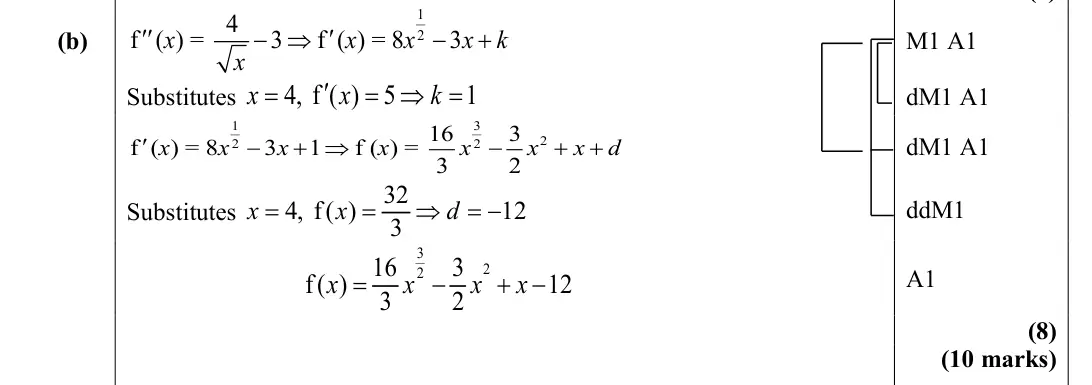 (b) f″(x) = 4/√x − 3 ⇒ f′(x) = 8x^(1/2) − 3x + k M1 A1
Substitutes x = 4, f′(x) = 5 ⇒ k = 1 dM1 A1
f′(x) = 8x^(1/2) − 3x + 1 ⇒ f (x) = 16/3 x^(3/2) − 3/2 x² + x + d dM1 A1
Substitutes x = 4, f(x) = 32/3 ⇒ d = −12 ddM1
f(x) = 16/3 x^(3/2) − 3/2 x² + x − 12 A1
(8)
(10 marks)